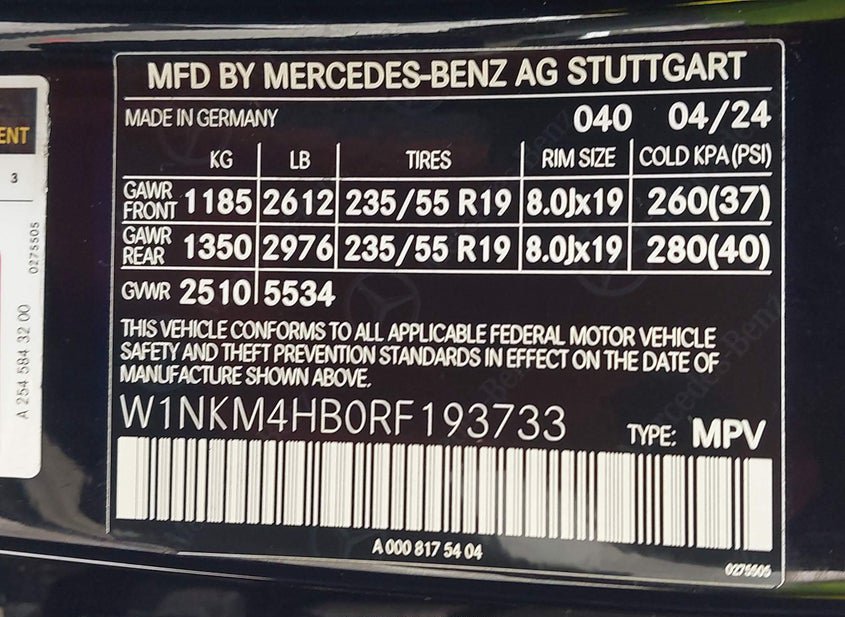 MFD BY MERCEDES-BENZ AG STUTTGART
MADE IN GERMANY 040 04/24
KG LB TIRES RIM SIZE COLD KPA (PSI)
GAWR FRONT 1185 2612 235/55 R19 8.0Jx19 260(37)
GAWR REAR 1350 2976 235/55 R19 8.0Jx19 280(40)
GVWR 2510 5534
THIS VEHICLE CONFORMS TO ALL APPLICABLE FEDERAL MOTOR VEHICLE
SAFETY AND THEFT PREVENTION STANDARDS IN EFFECT ON THE DATE OF
MANUFACTURE SHOWN ABOVE.
W1NKM4HB0RF193733 TYPE: MPV
A 000 817 54 04
0275505
ENT
3
0275505
A 254 584 32 00